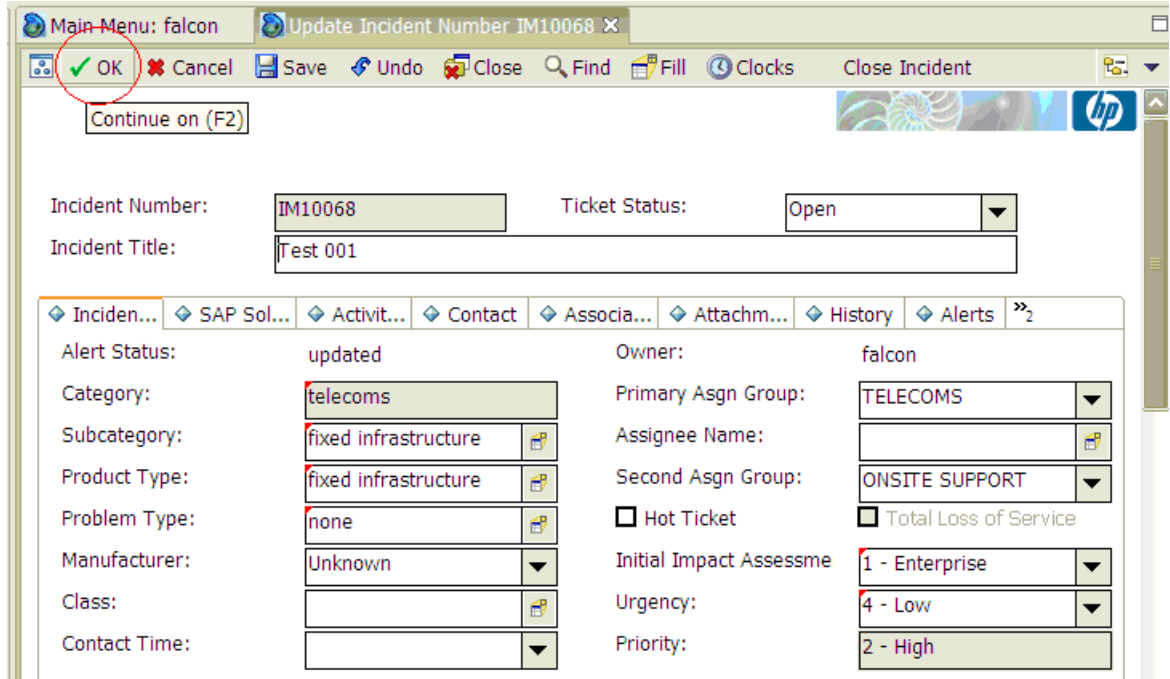 Main Menu: falcon Update Incident Number IM10068
OK Cancel Save Undo Close Find Fill Clocks Close Incident
Continue on (F2)
hp
Incident Number: IM10068 Ticket Status: Open
Incident Title: Test 001
Inciden... SAP Sol... Activit... Contact Associa... Attachm... History Alerts »2
Alert Status: updated Owner: falcon
Category: telecoms Primary Asgn Group: TELECOMS
Subcategory: fixed infrastructure Assignee Name:
Product Type: fixed infrastructure Second Asgn Group: ONSITE SUPPORT
Problem Type: none Hot Ticket Total Loss of Service
Manufacturer: Unknown Initial Impact Assessme 1 - Enterprise
Class: Urgency: 4 - Low
Contact Time: Priority: 2 - High